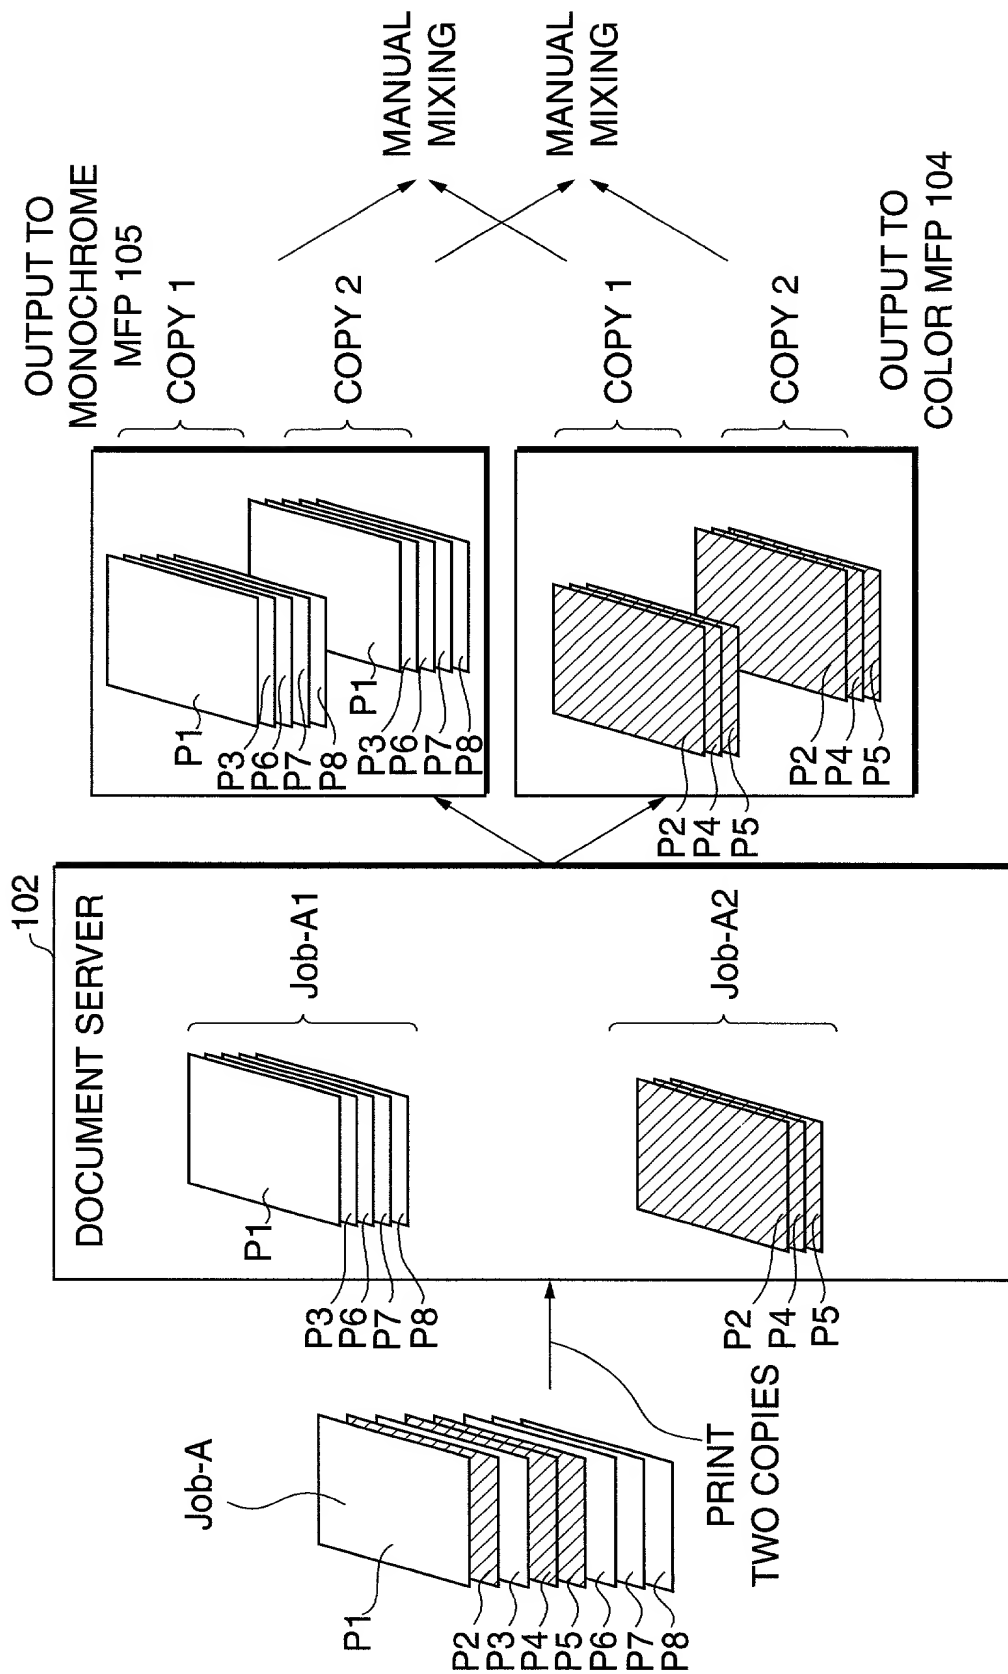 Job-A
P1
P2
P3
P4
P5
P6
P7
P8
PRINT
TWO COPIES
102
DOCUMENT SERVER
P1
P3
P6
P7
P8
Job-A1
P2
P4
P5
Job-A2
OUTPUT TO
MONOCHROME
MFP 105
P1
P3
P6
P7
P8
COPY 1
P1
P3
P6
P7
P8
COPY 2
P2
P4
P5
COPY 1
P2
P4
P5
COPY 2
OUTPUT TO
COLOR MFP 104
MANUAL
MIXING
MANUAL
MIXING